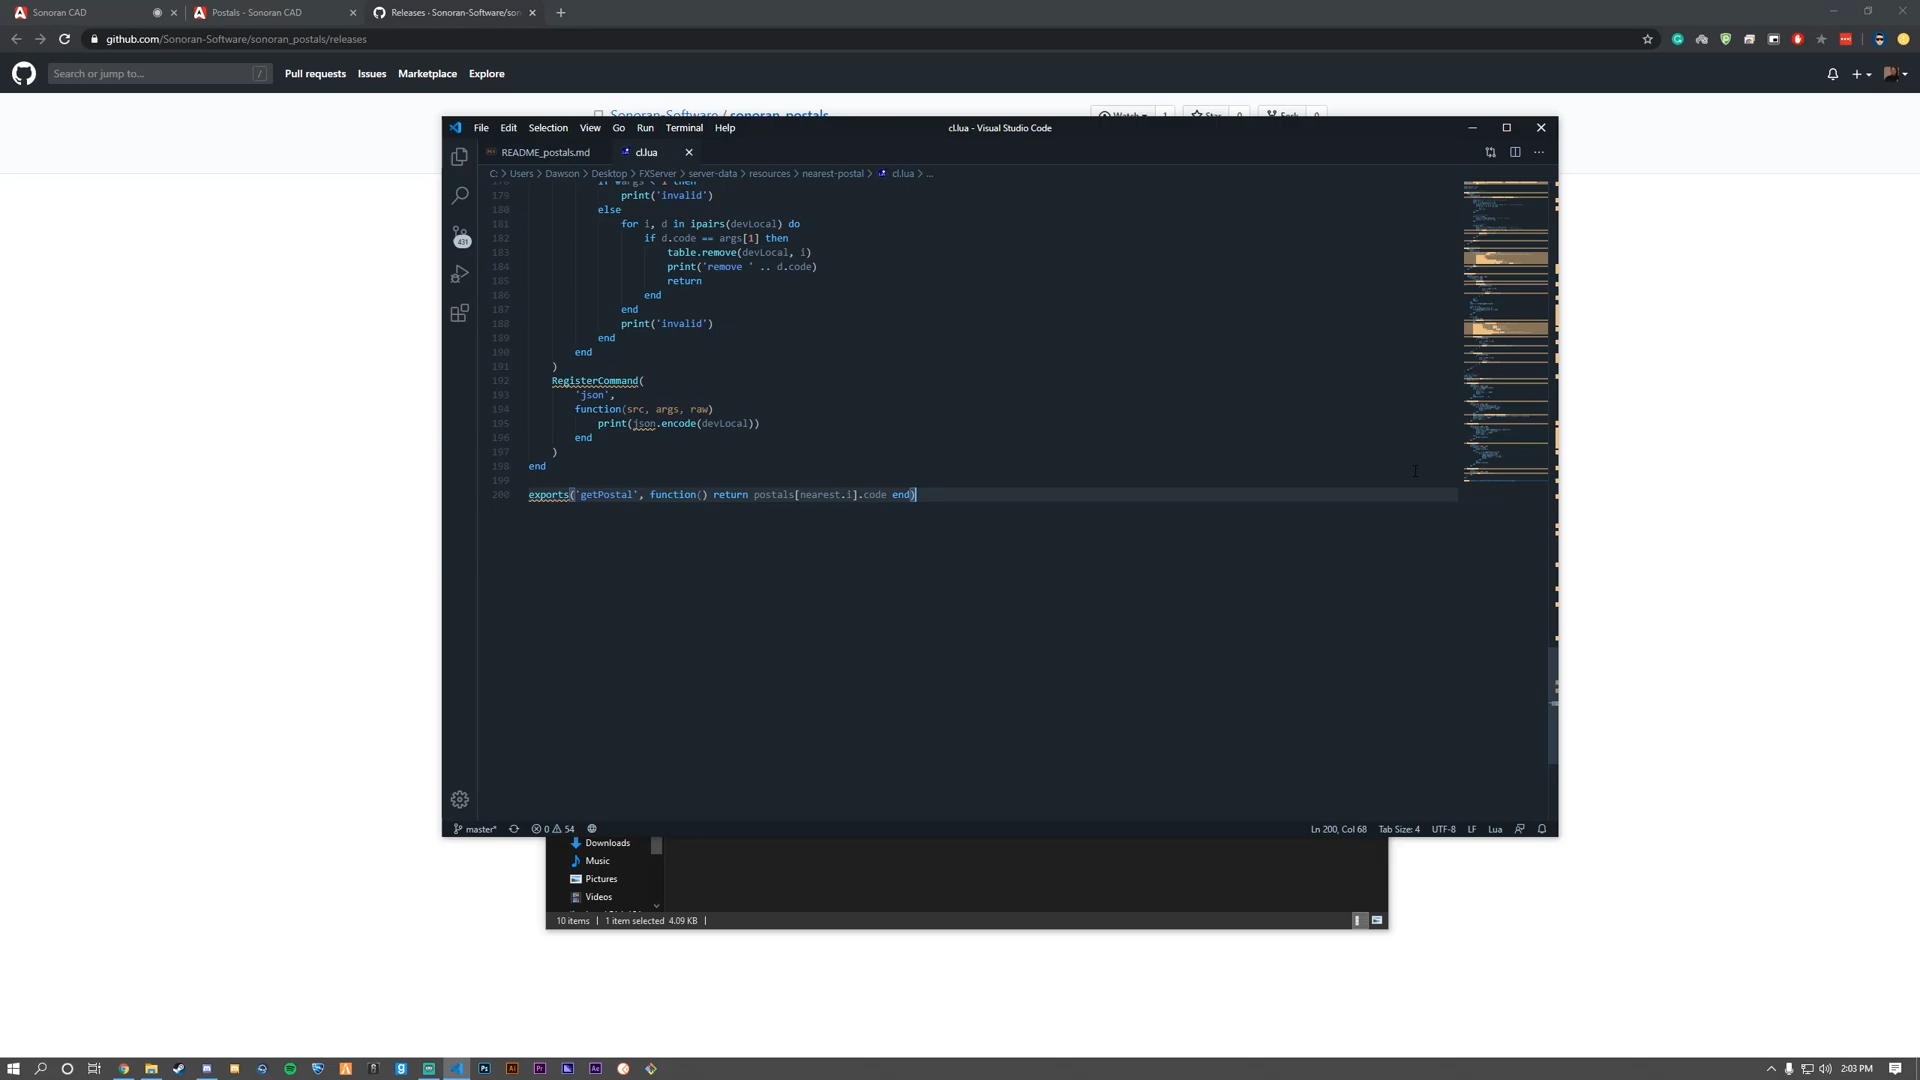 Sonoran CAD
Postals - Sonoran CAD
Releases · Sonoran-Software/son
github.com/Sonoran-Software/sonoran_postals/releases
Search or jump to...
/
Pull requests
Issues
Marketplace
Explore
Sonoran-Software / sonoran_postals
Watch
1
Star
0
Fork
0
File
Edit
Selection
View
Go
Run
Terminal
Help
cl.lua - Visual Studio Code
README_postals.md
cl.lua
C: > Users > Dawson > Desktop > FXServer > server-data > resources > nearest-postal > cl.lua > ...
178 if #args < 1 then
179 print('invalid')
180 else
181 for i, d in ipairs(devLocal) do
182 if d.code == args[1] then
183 table.remove(devLocal, i)
184 print('remove ' .. d.code)
185 return
186 end
187 end
188 print('invalid')
189 end
190 end
191 )
192 RegisterCommand(
193 'json',
194 function(src, args, raw)
195 print(json.encode(devLocal))
196 end
197 )
198 end
199
200 exports('getPostal', function() return postals[nearest.i].code end)
431
master*
0
54
Ln 200, Col 68
Tab Size: 4
UTF-8
LF
Lua
Downloads
Music
Pictures
Videos
10 items
1 item selected 4.09 KB
2:03 PM